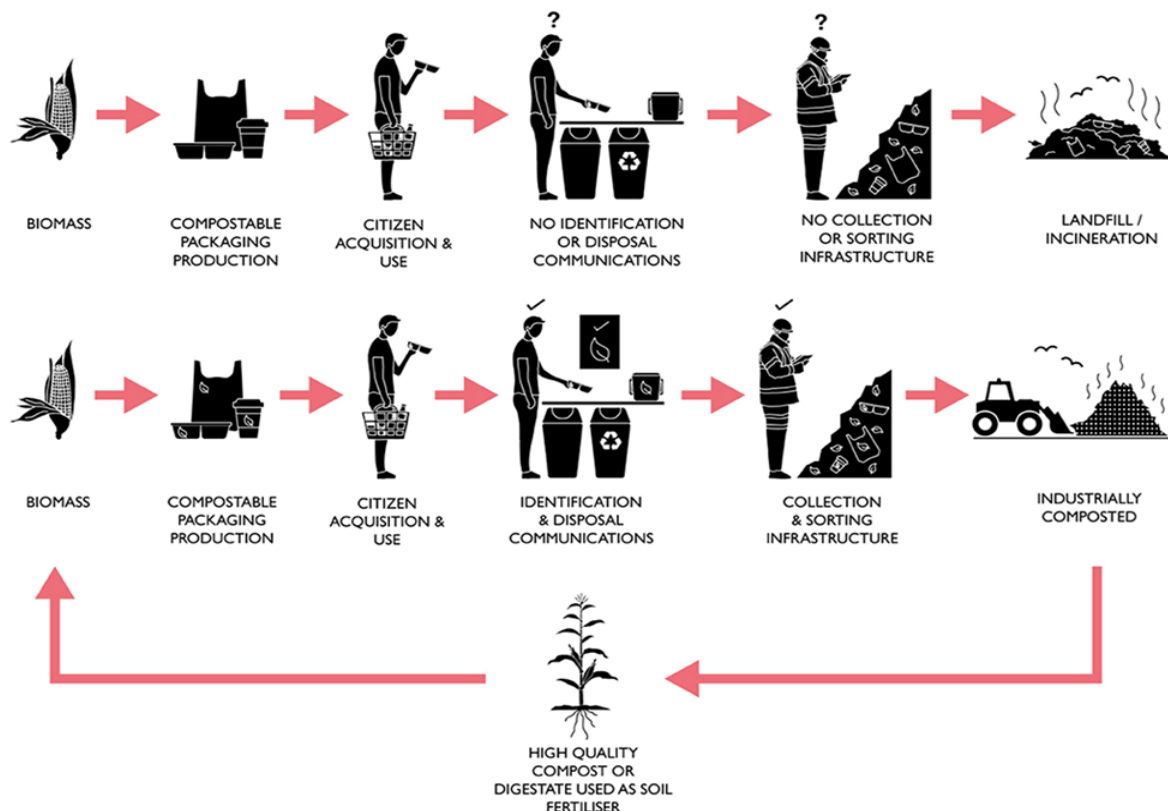 ?
?
BIOMASS
COMPOSTABLE
PACKAGING
PRODUCTION
CITIZEN
ACQUISITION &
USE
NO IDENTIFICATION
OR DISPOSAL
COMMUNICATIONS
NO COLLECTION
OR SORTING
INFRASTRUCTURE
LANDFILL /
INCINERATION
BIOMASS
COMPOSTABLE
PACKAGING
PRODUCTION
CITIZEN
ACQUISITION &
USE
IDENTIFICATION
& DISPOSAL
COMMUNICATIONS
COLLECTION
& SORTING
INFRASTRUCTURE
INDUSTRIALLY
COMPOSTED
HIGH QUALITY
COMPOST OR
DIGESTATE USED AS SOIL
FERTILISER